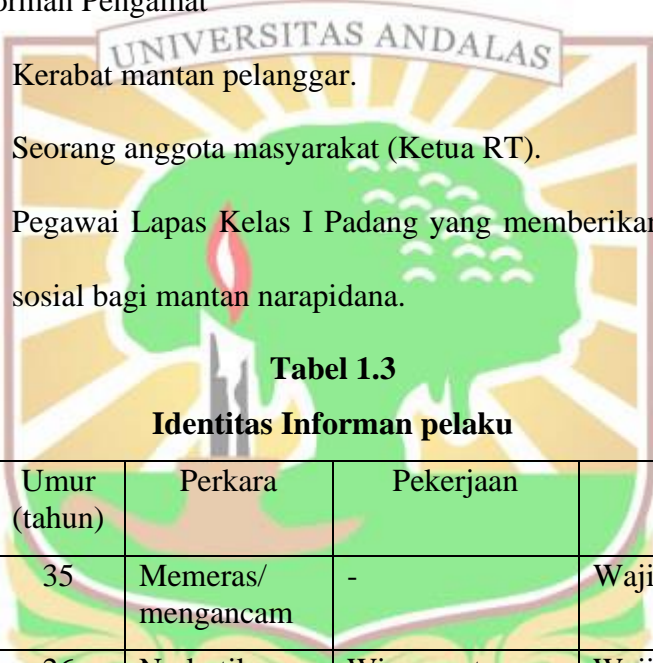 Pengamat
UNIVERSITAS ANDALAS
Kerabat mantan pelanggar.
Seorang anggota masyarakat (Ketua RT).
Pegawai Lapas Kelas I Padang yang memberikan
sosial bagi mantan narapidana.
Tabel 1.3
Identitas Informan pelaku
Umur Perkara Pekerjaan
(tahun)
35 Memeras/ - Waji
mengancam